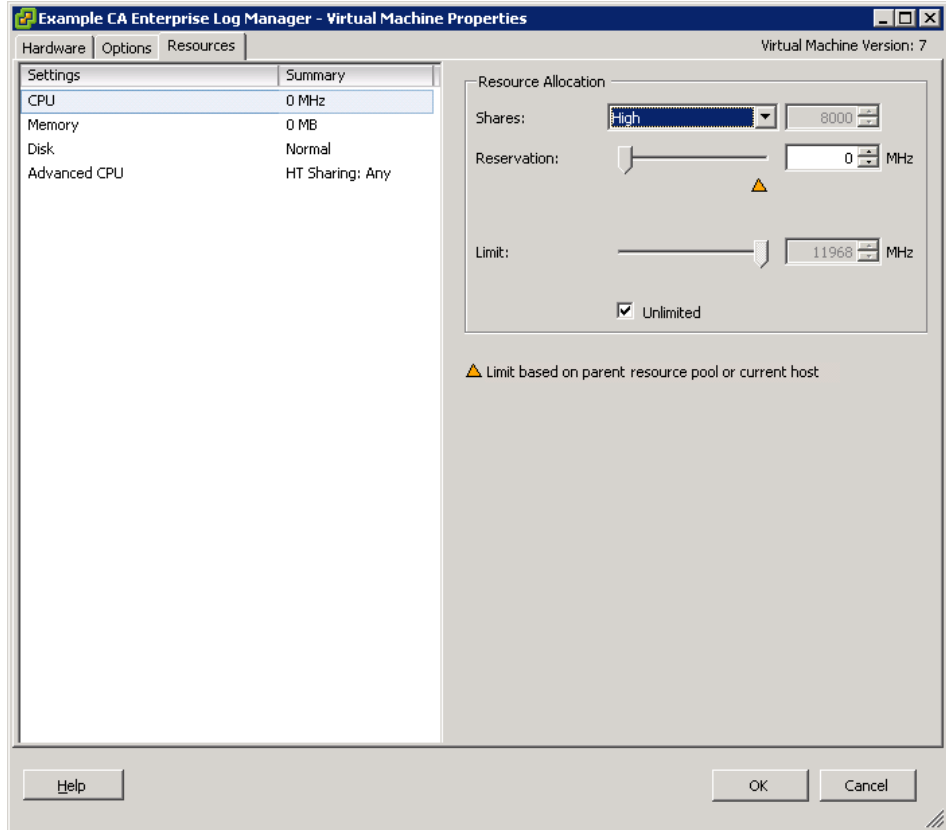 Example CA Enterprise Log Manager - Virtual Machine Properties
Hardware Options Resources Virtual Machine Version: 7
Settings Summary
CPU 0 MHz
Memory 0 MB
Disk Normal
Advanced CPU HT Sharing: Any
Resource Allocation
Shares: High 8000
Reservation: 0 MHz
Limit: 11968 MHz
Unlimited
Limit based on parent resource pool or current host
Help OK Cancel